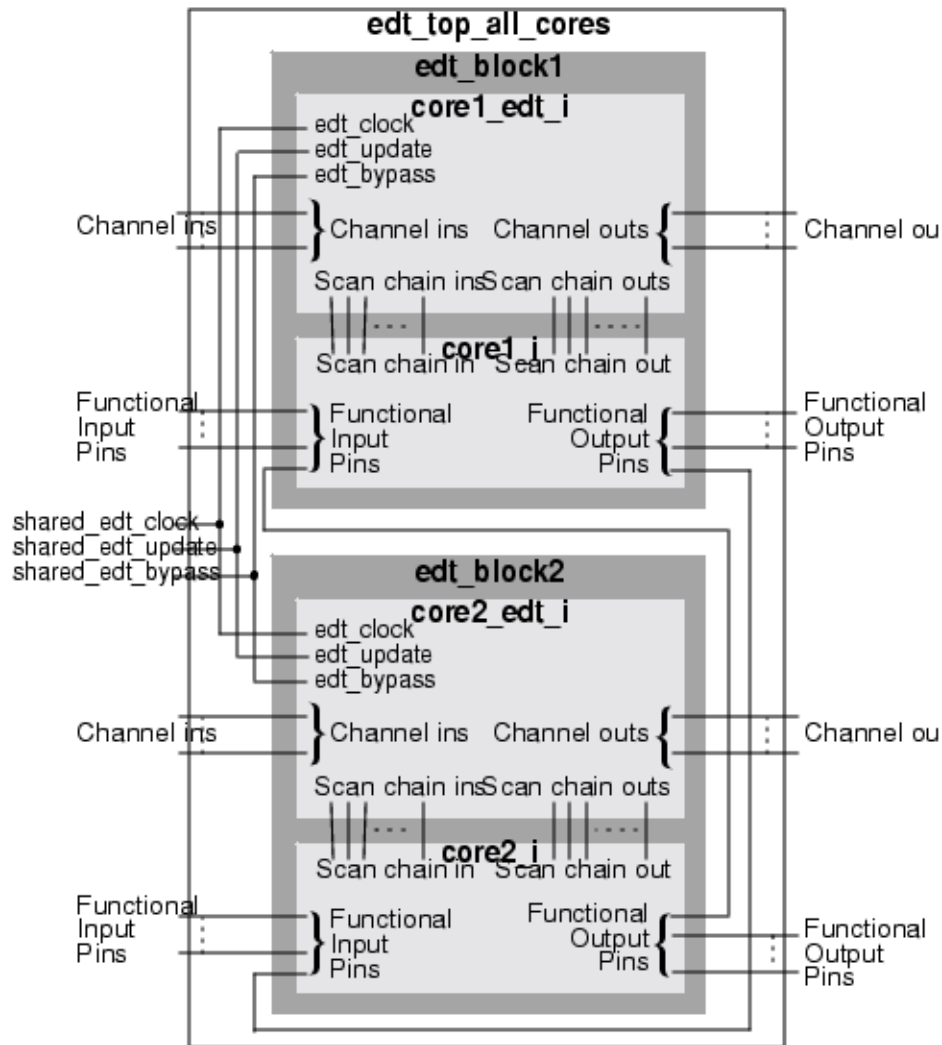 edt_top_all_cores
edt_block1
core1_edt_i
edt_clock
edt_update
edt_bypass
Channel ins
Channel ins
Channel outs
Channel ou
Scan chain ins
Scan chain outs
core1_i
Scan chain in
Scan chain out
Functional
Input
Pins
Functional
Input
Pins
Functional
Output
Pins
Functional
Output
Pins
shared_edt_clock
shared_edt_update
shared_edt_bypass
edt_block2
core2_edt_i
edt_clock
edt_update
edt_bypass
Channel ins
Channel ins
Channel outs
Channel ou
Scan chain ins
Scan chain outs
core2_i
Scan chain in
Scan chain out
Functional
Input
Pins
Functional
Input
Pins
Functional
Output
Pins
Functional
Output
Pins